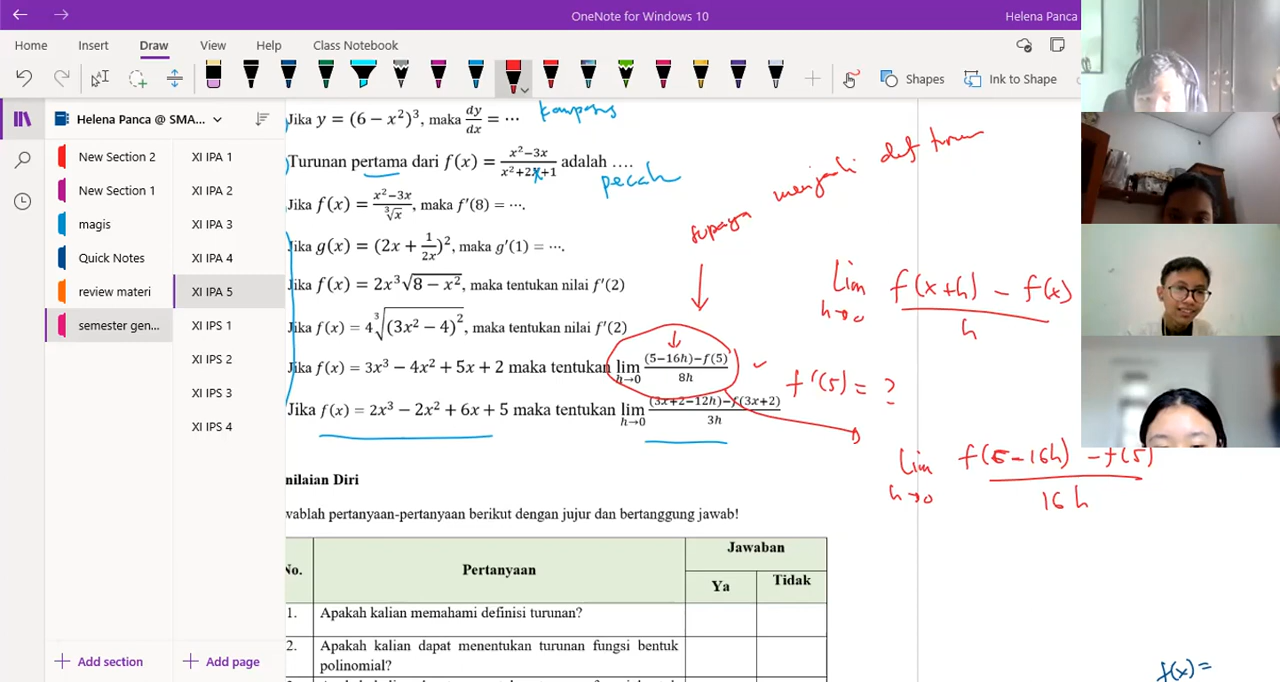 OneNote for Windows 10
Helena Panca
Home Insert Draw View Help Class Notebook
Shapes Ink to Shape
Helena Panca @ SMA...
New Section 2
New Section 1
magis
Quick Notes
review materi
semester gen...
Add section
XI IPA 1
XI IPA 2
XI IPA 3
XI IPA 4
XI IPA 5
XI IPS 1
XI IPS 2
XI IPS 3
XI IPS 4
Add page
Jika y = (6 − x²)³, maka dy/dx = ⋯
Turunan pertama dari f(x) = (x²−3x)/(x²+2x+1) adalah ….
pecah
Jika f(x) = (x²−3x)/∛x, maka f′(8) = ⋯.
Jika g(x) = (2x + 1/2x)², maka g′(1) = ⋯.
Jika f(x) = 2x³√(8 − x²), maka tentukan nilai f′(2)
Jika f(x) = 4∛((3x² − 4)²), maka tentukan nilai f′(2)
Jika f(x) = 3x³ − 4x² + 5x + 2 maka tentukan lim h→0 ((5−16h)−f(5))/8h
Jika f(x) = 2x³ − 2x² + 6x + 5 maka tentukan lim h→0 ((3x+2−12h)−f(3x+2))/3h
supaya menjadi def turunan
lim h→0 (f(x+h) − f(x))/h
f'(5) = ?
lim h→0 (f(5−16h) − f(5))/16h
f(x) =
nilaian Diri
wablah pertanyaan-pertanyaan berikut dengan jujur dan bertanggung jawab!
No. Pertanyaan Jawaban
Ya Tidak
1. Apakah kalian memahami definisi turunan?
2. Apakah kalian dapat menentukan turunan fungsi bentuk
polinomial?